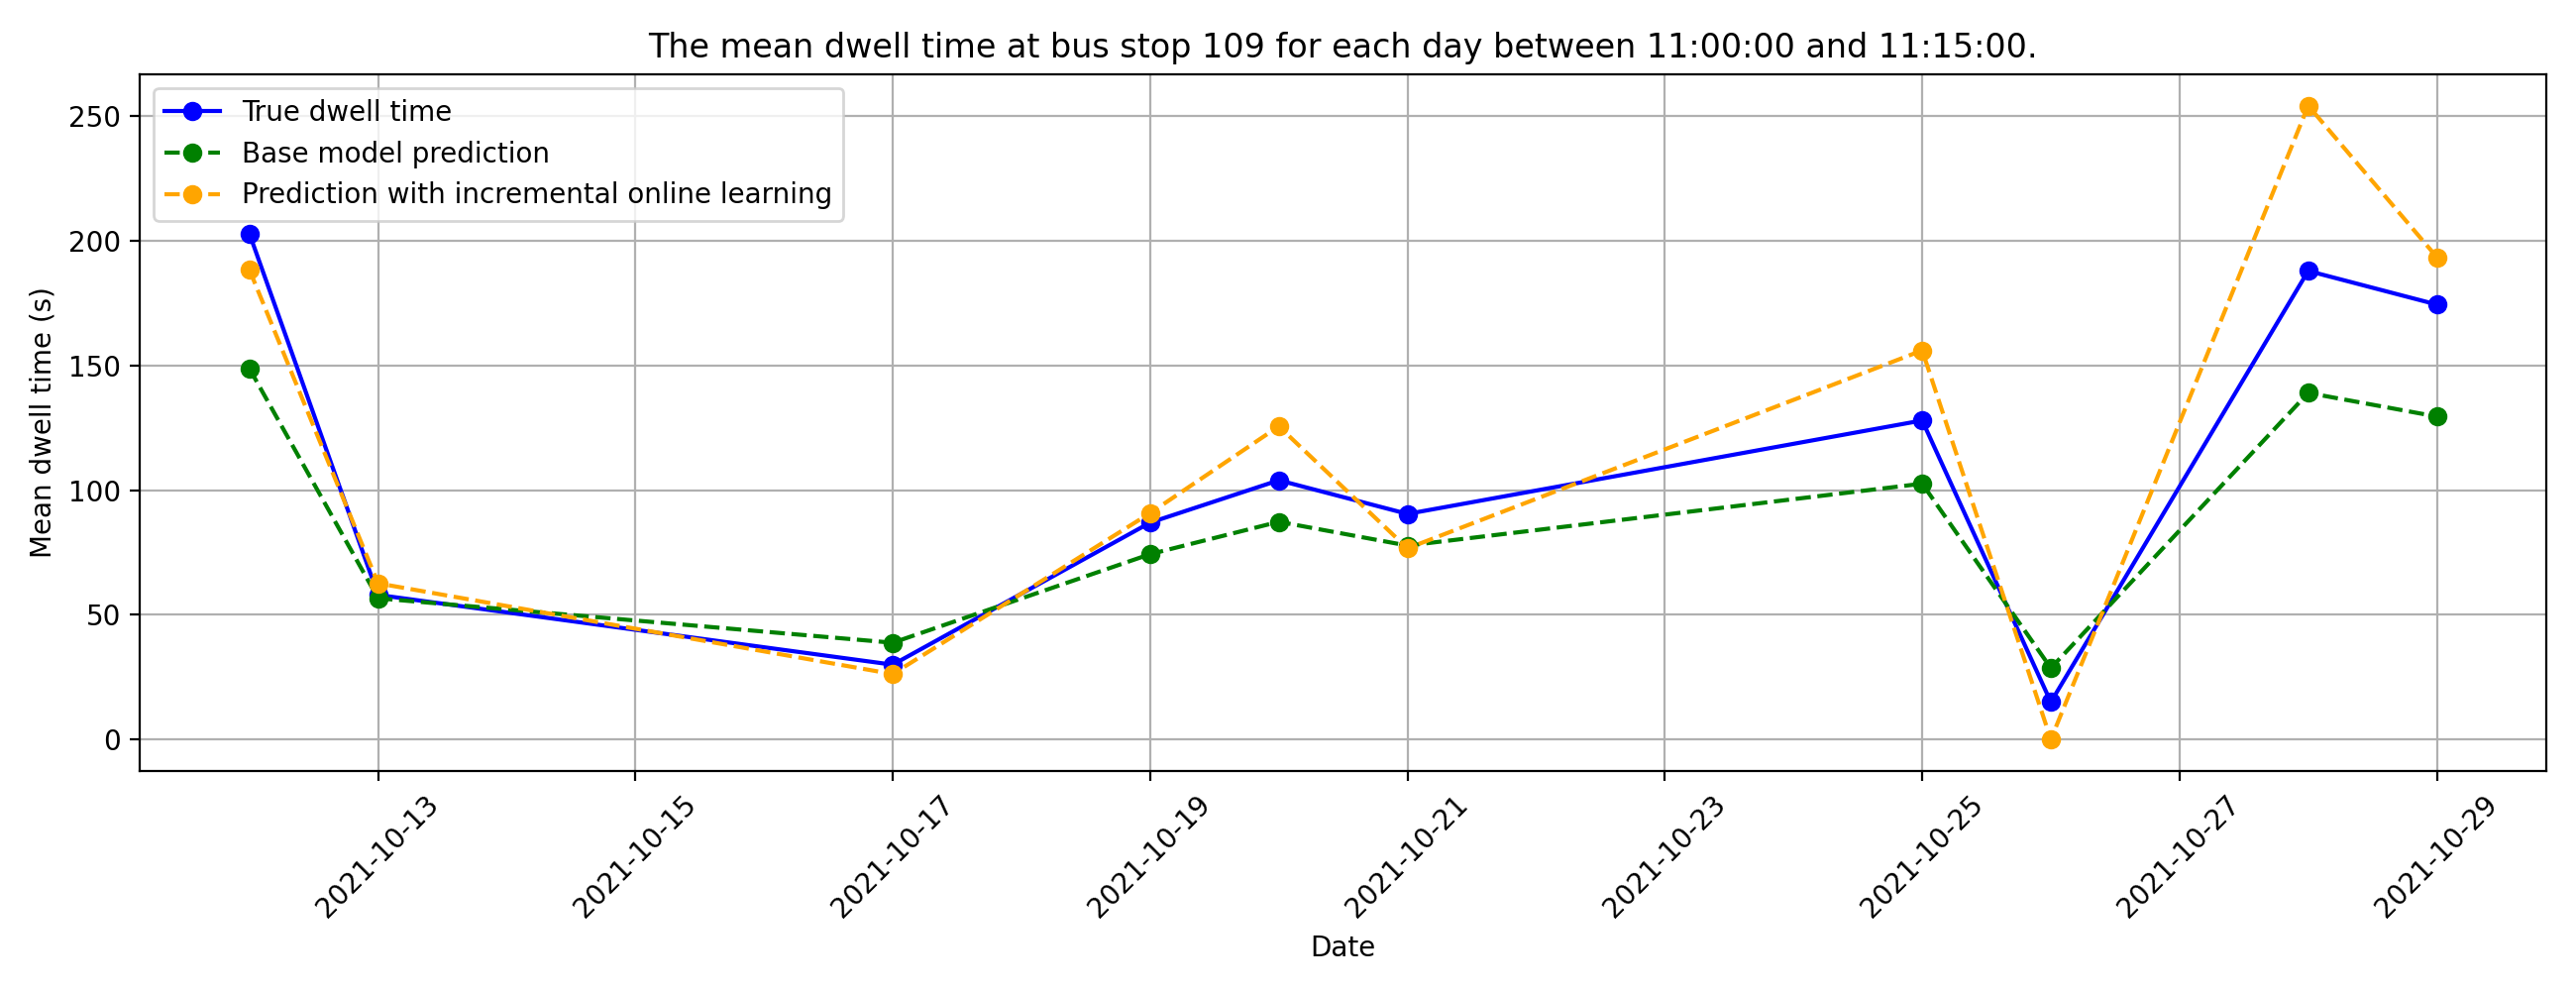 The mean dwell time at bus stop 109 for each day between 11:00:00 and 11:15:00.
True dwell time
Base model prediction
Prediction with incremental online learning
Mean dwell time (s)
250
200
150
100
50
0
2021-10-13
2021-10-15
2021-10-17
2021-10-19
2021-10-21
2021-10-23
2021-10-25
2021-10-27
2021-10-29
Date